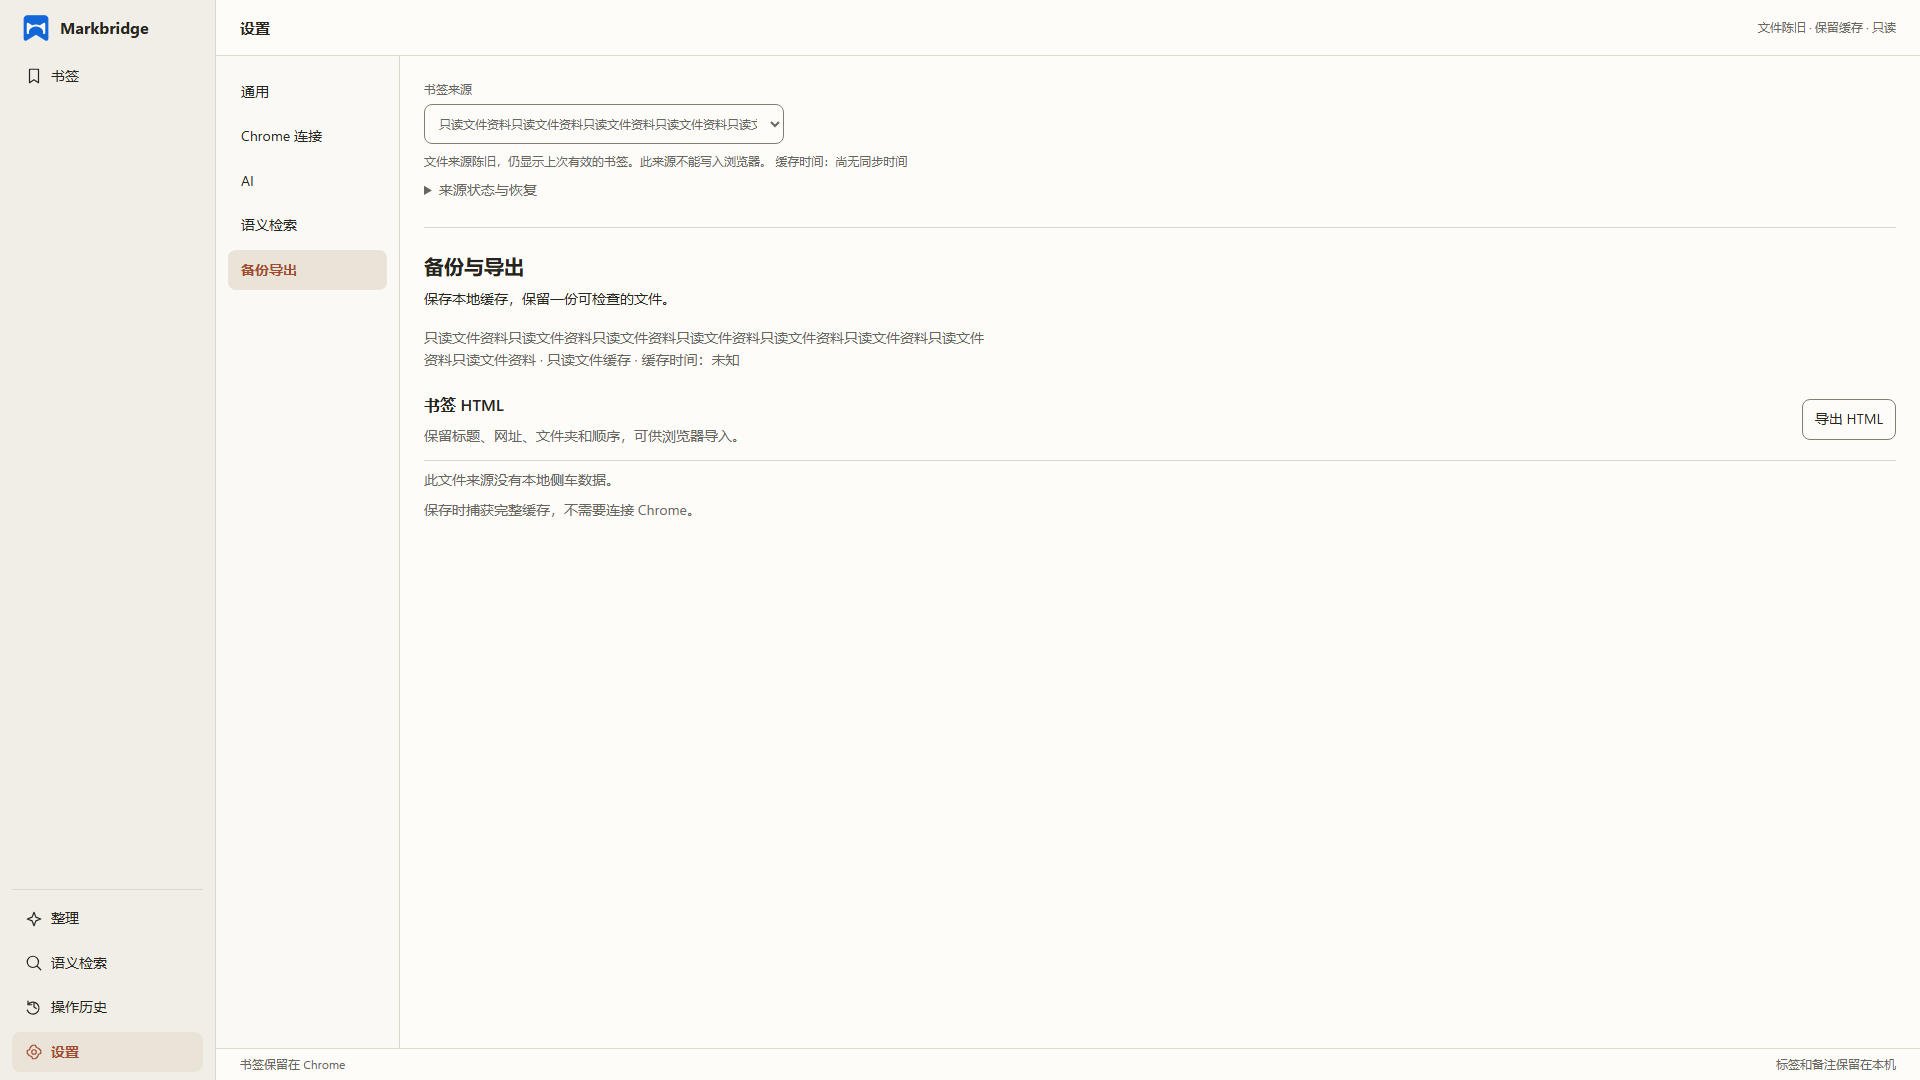 Markbridge
书签
整理
语义检索
操作历史
设置
设置
文件陈旧 · 保留缓存 · 只读
通用
Chrome 连接
AI
语义检索
备份导出
书签来源
只读文件资料只读文件资料只读文件资料只读文件资料只读
文件来源陈旧，仍显示上次有效的书签。此来源不能写入浏览器。 缓存时间：尚无同步时间
来源状态与恢复
备份与导出
保存本地缓存，保留一份可检查的文件。
只读文件资料只读文件资料只读文件资料只读文件资料只读文件资料只读文件资料只读文件
资料只读文件资料 · 只读文件缓存 · 缓存时间：未知
书签 HTML
保留标题、网址、文件夹和顺序，可供浏览器导入。
导出 HTML
此文件来源没有本地侧车数据。
保存时捕获完整缓存，不需要连接 Chrome。
书签保留在 Chrome
标签和备注保留在本机